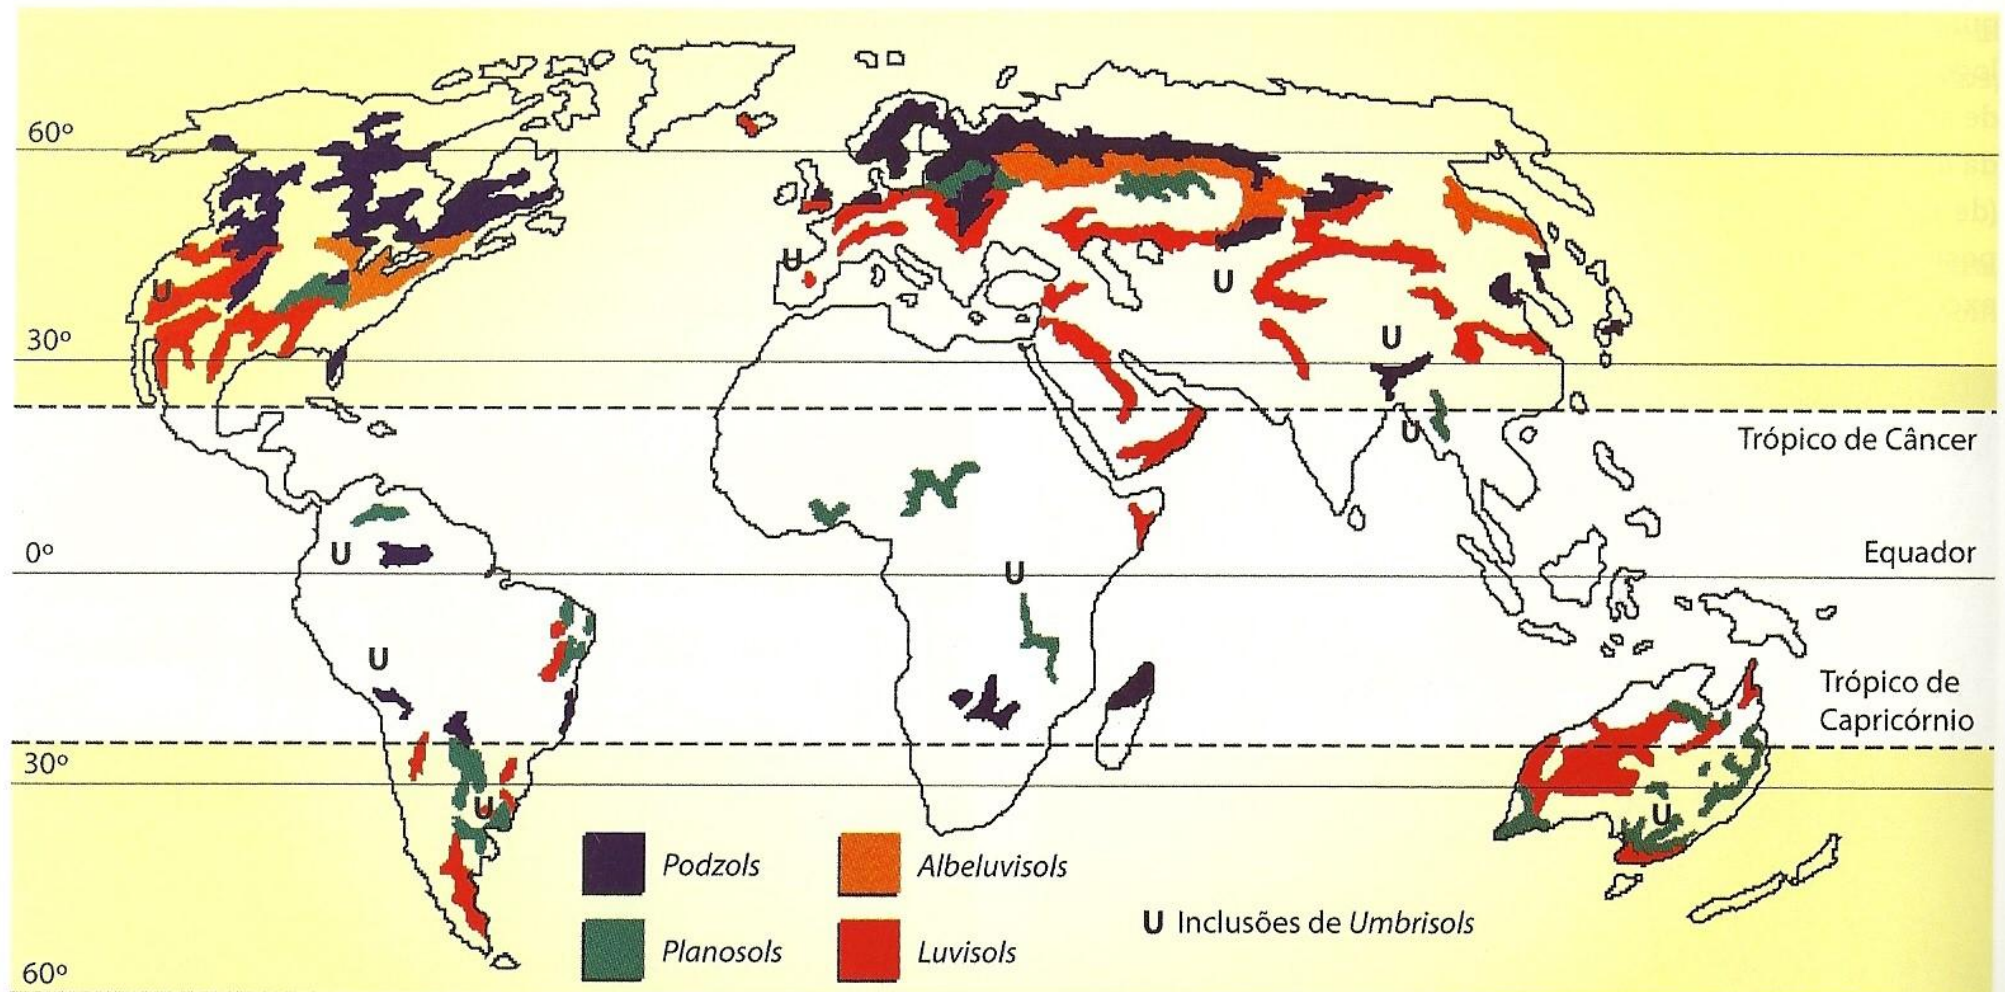 60º
30º
Trópico de Câncer
0º
Equador
Trópico de
Capricórnio
30º
60º
U
U
U
U
U
U
U
U
U
U
Podzols
Albeluvisols
Planosols
Luvisols
U Inclusões de Umbrisols